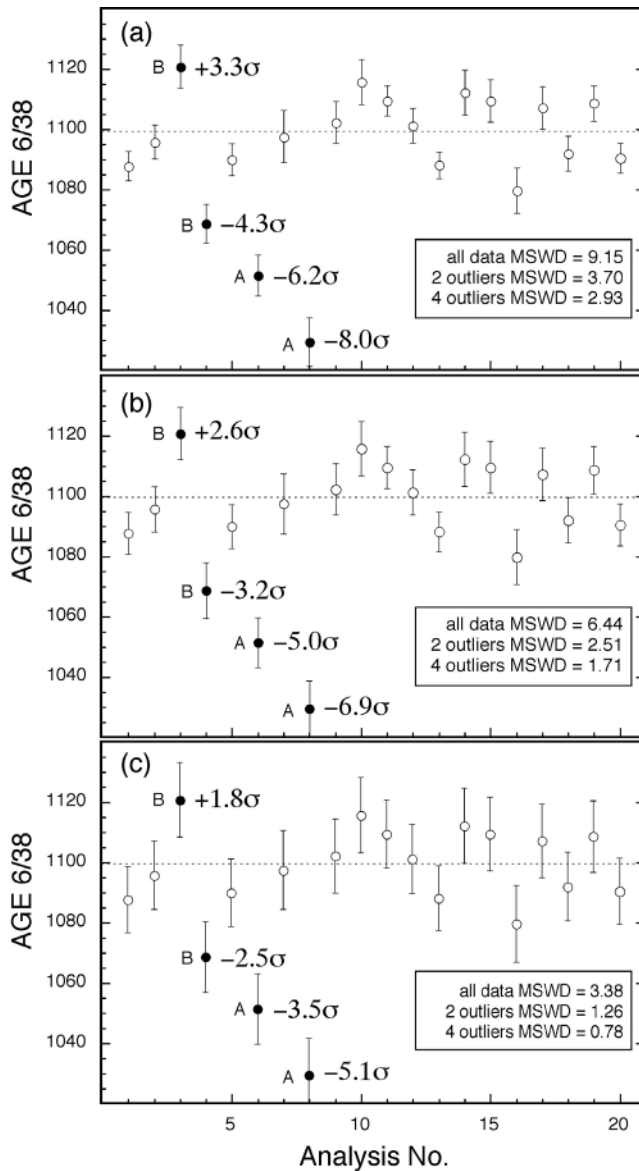 (a)
AGE 6/38
1120
1100
1080
1060
1040
B +3.3σ
B −4.3σ
A −6.2σ
A −8.0σ
all data MSWD = 9.15
2 outliers MSWD = 3.70
4 outliers MSWD = 2.93
(b)
AGE 6/38
1120
1100
1080
1060
1040
B +2.6σ
B −3.2σ
A −5.0σ
A −6.9σ
all data MSWD = 6.44
2 outliers MSWD = 2.51
4 outliers MSWD = 1.71
(c)
AGE 6/38
1120
1100
1080
1060
1040
B +1.8σ
B −2.5σ
A −3.5σ
A −5.1σ
all data MSWD = 3.38
2 outliers MSWD = 1.26
4 outliers MSWD = 0.78
5 10 15 20
Analysis No.